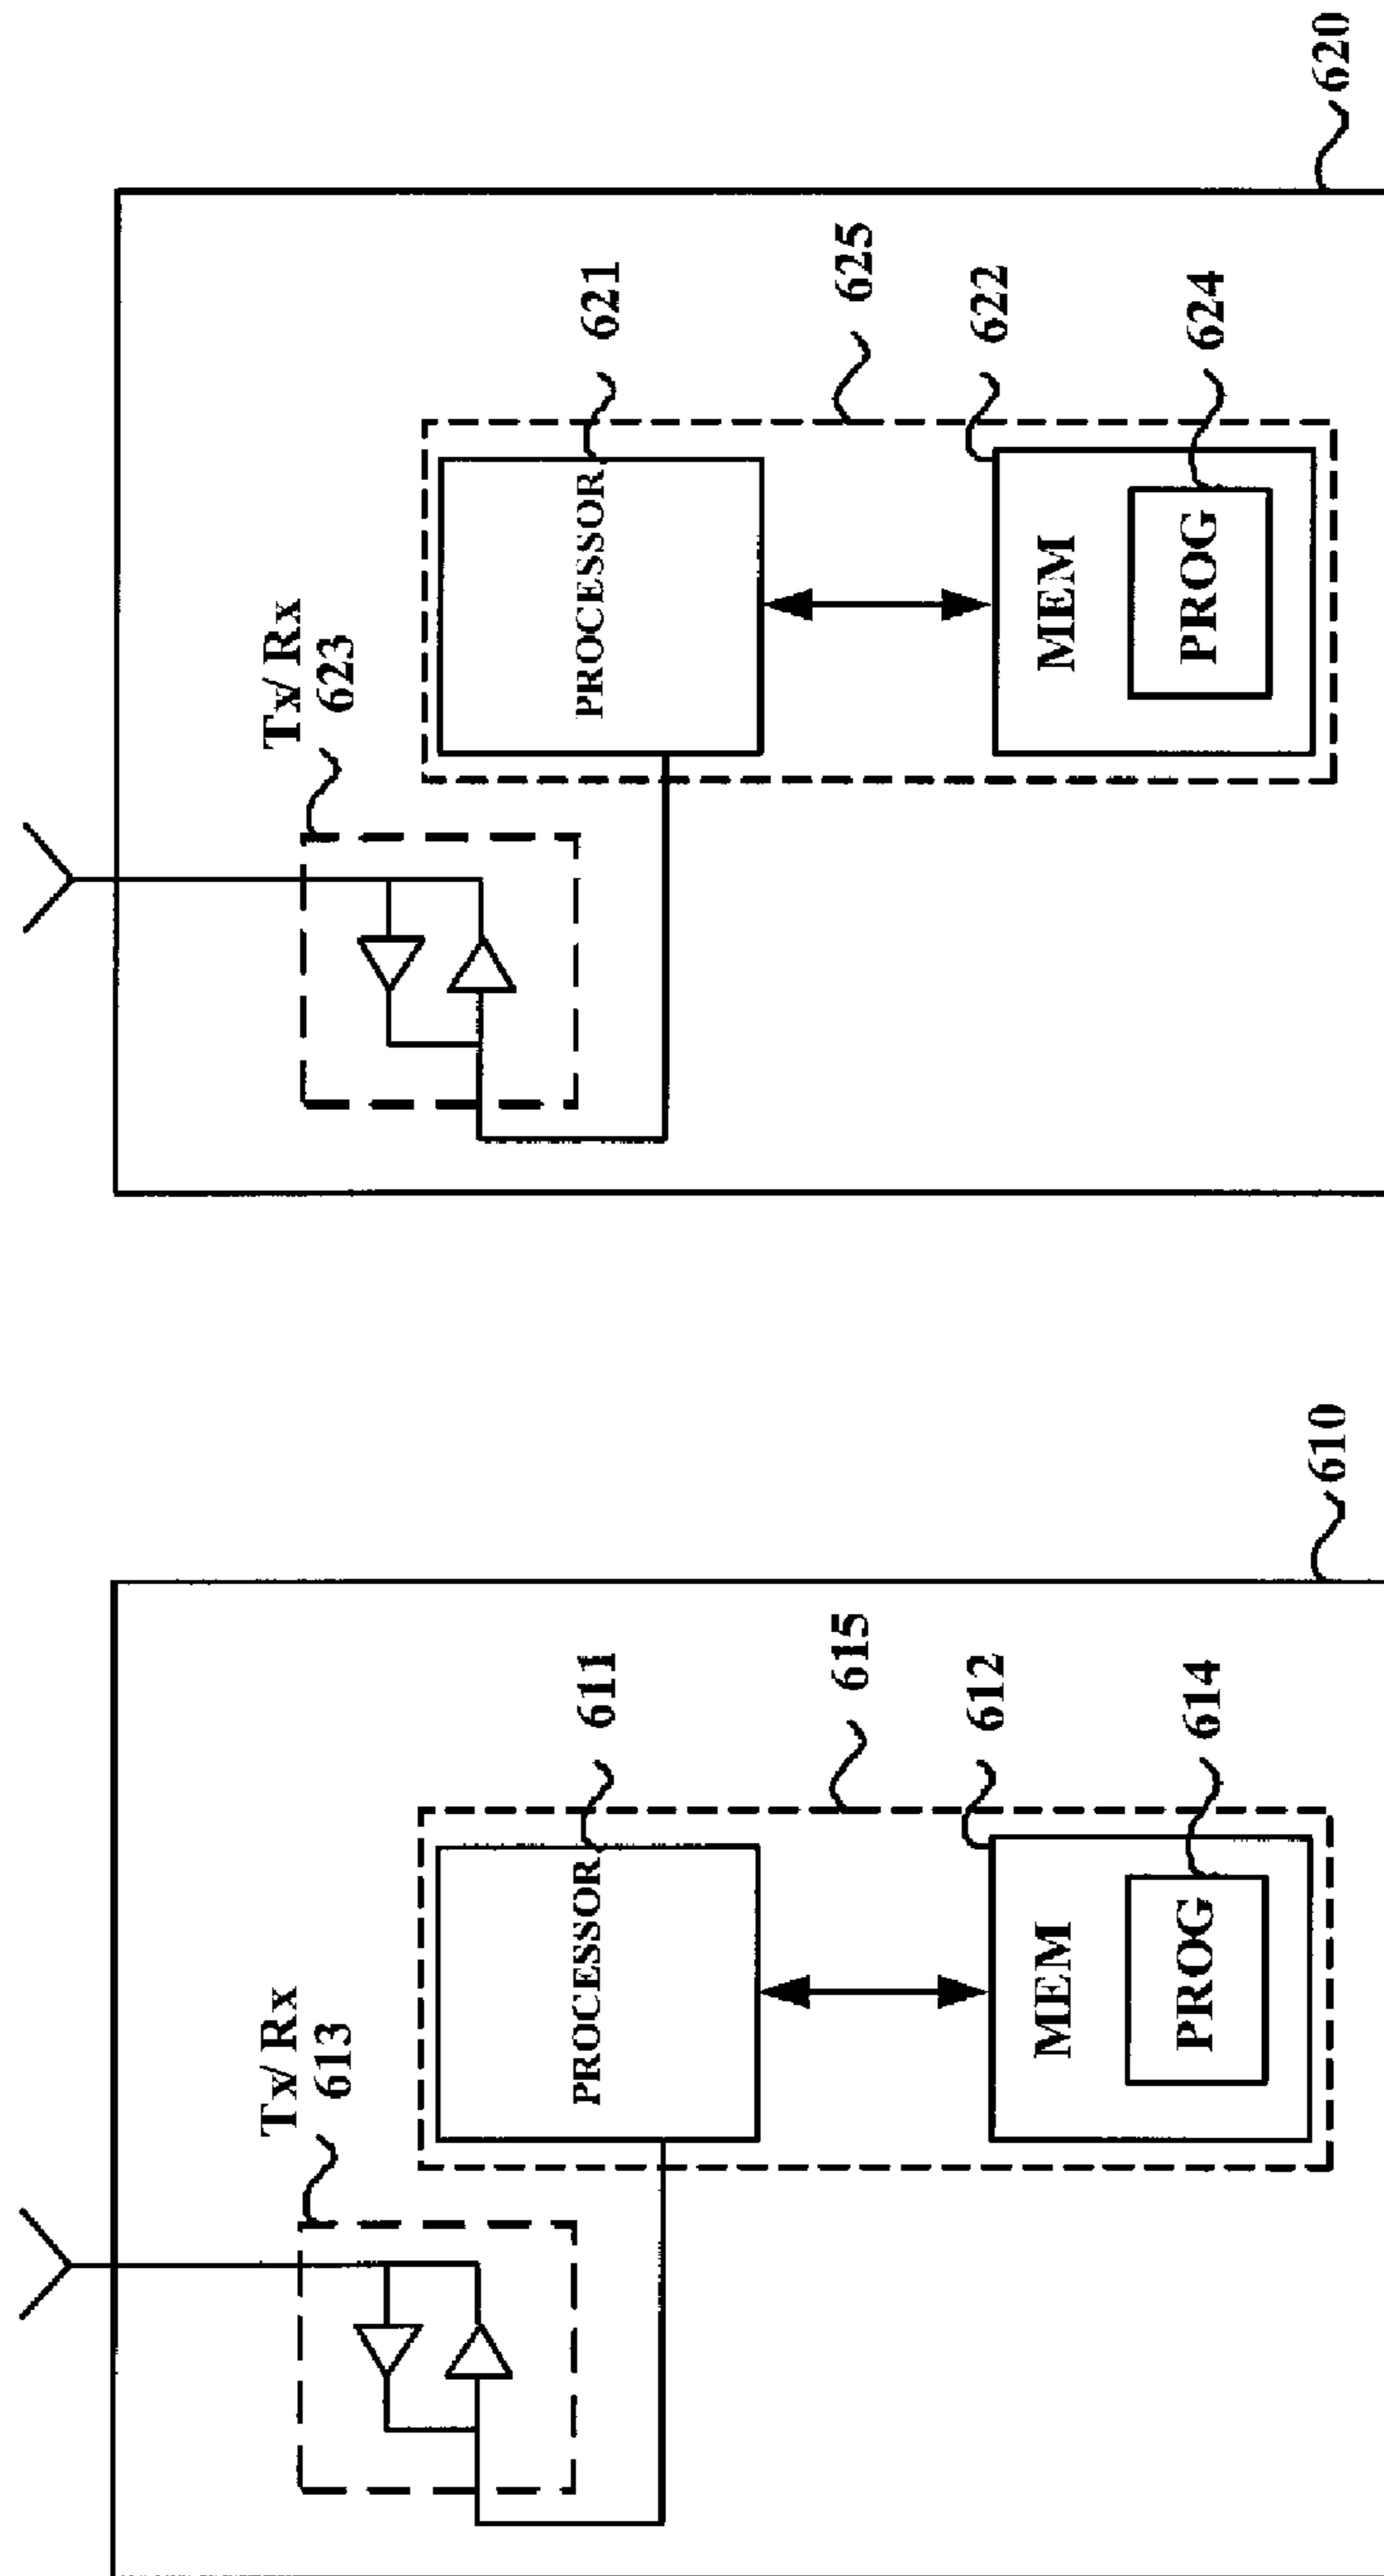 Tx/ Rx
613
PROCESSOR
611
615
MEM
612
PROG
614
610
Tx/ Rx
623
PROCESSOR
621
625
MEM
622
PROG
624
620